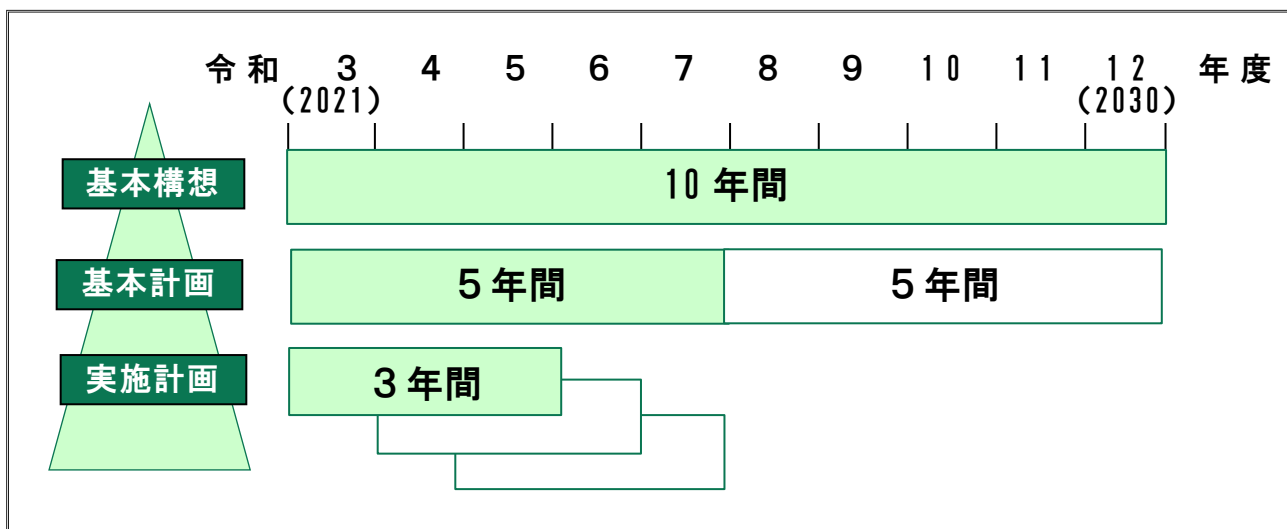 令和 3 4 5 6 7 8 9 10 11 12 年度
(2021) (2030)
基本構想 10年間
基本計画 5年間 5年間
実施計画 3年間